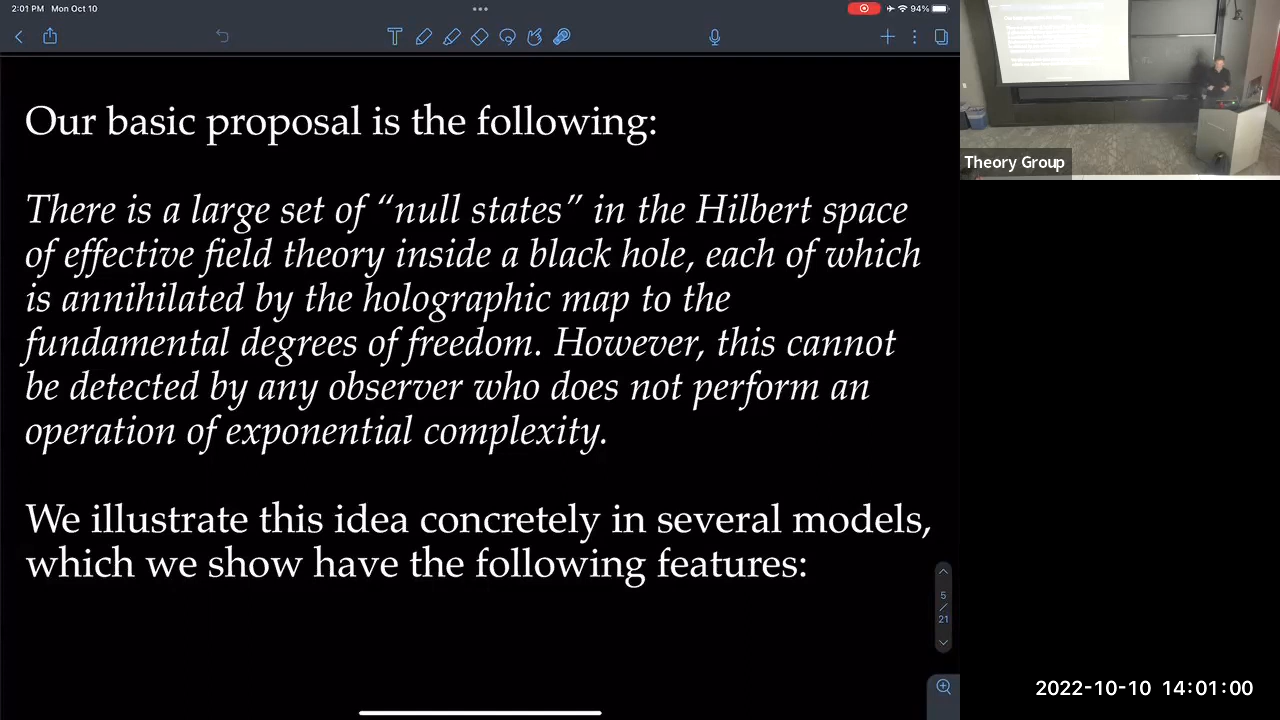 2:01 PM Mon Oct 10
94%
Our basic proposal is the following:
There is a large set of “null states” in the Hilbert space
of effective field theory inside a black hole, each of which
is annihilated by the holographic map to the
fundamental degrees of freedom. However, this cannot
be detected by any observer who does not perform an
operation of exponential complexity.
We illustrate this idea concretely in several models,
which we show have the following features:
5
/
21
Theory Group
2022-10-10 14:01:00